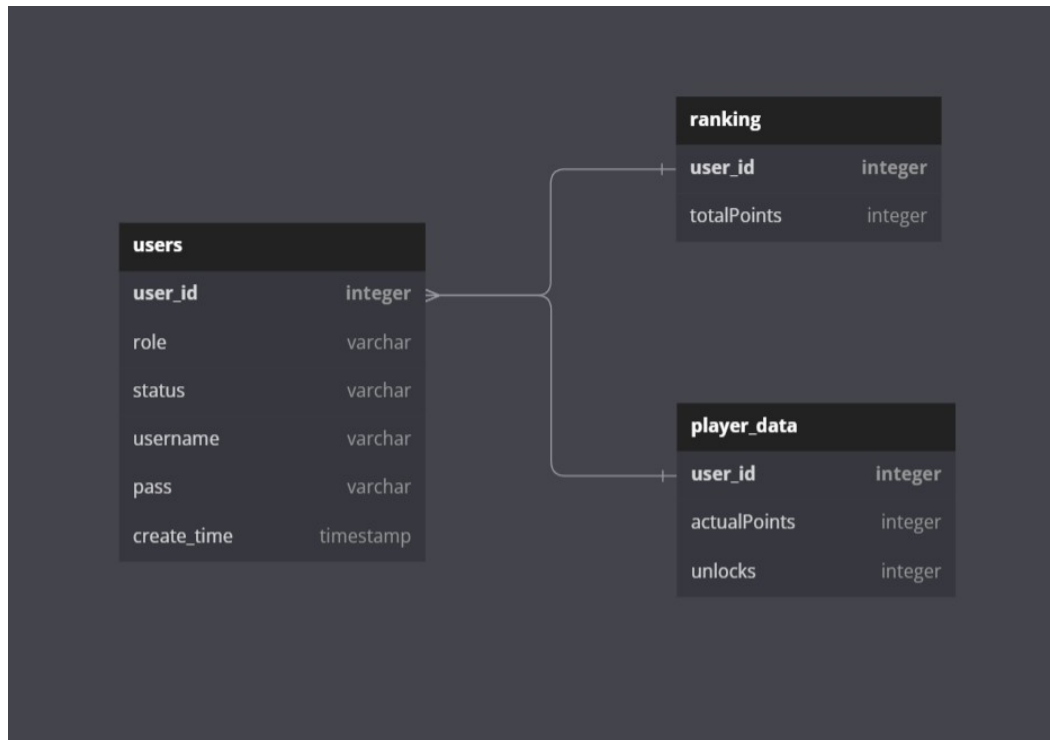 users
user_id integer
role varchar
status varchar
username varchar
pass varchar
create_time timestamp
ranking
user_id integer
totalPoints integer
player_data
user_id integer
actualPoints integer
unlocks integer